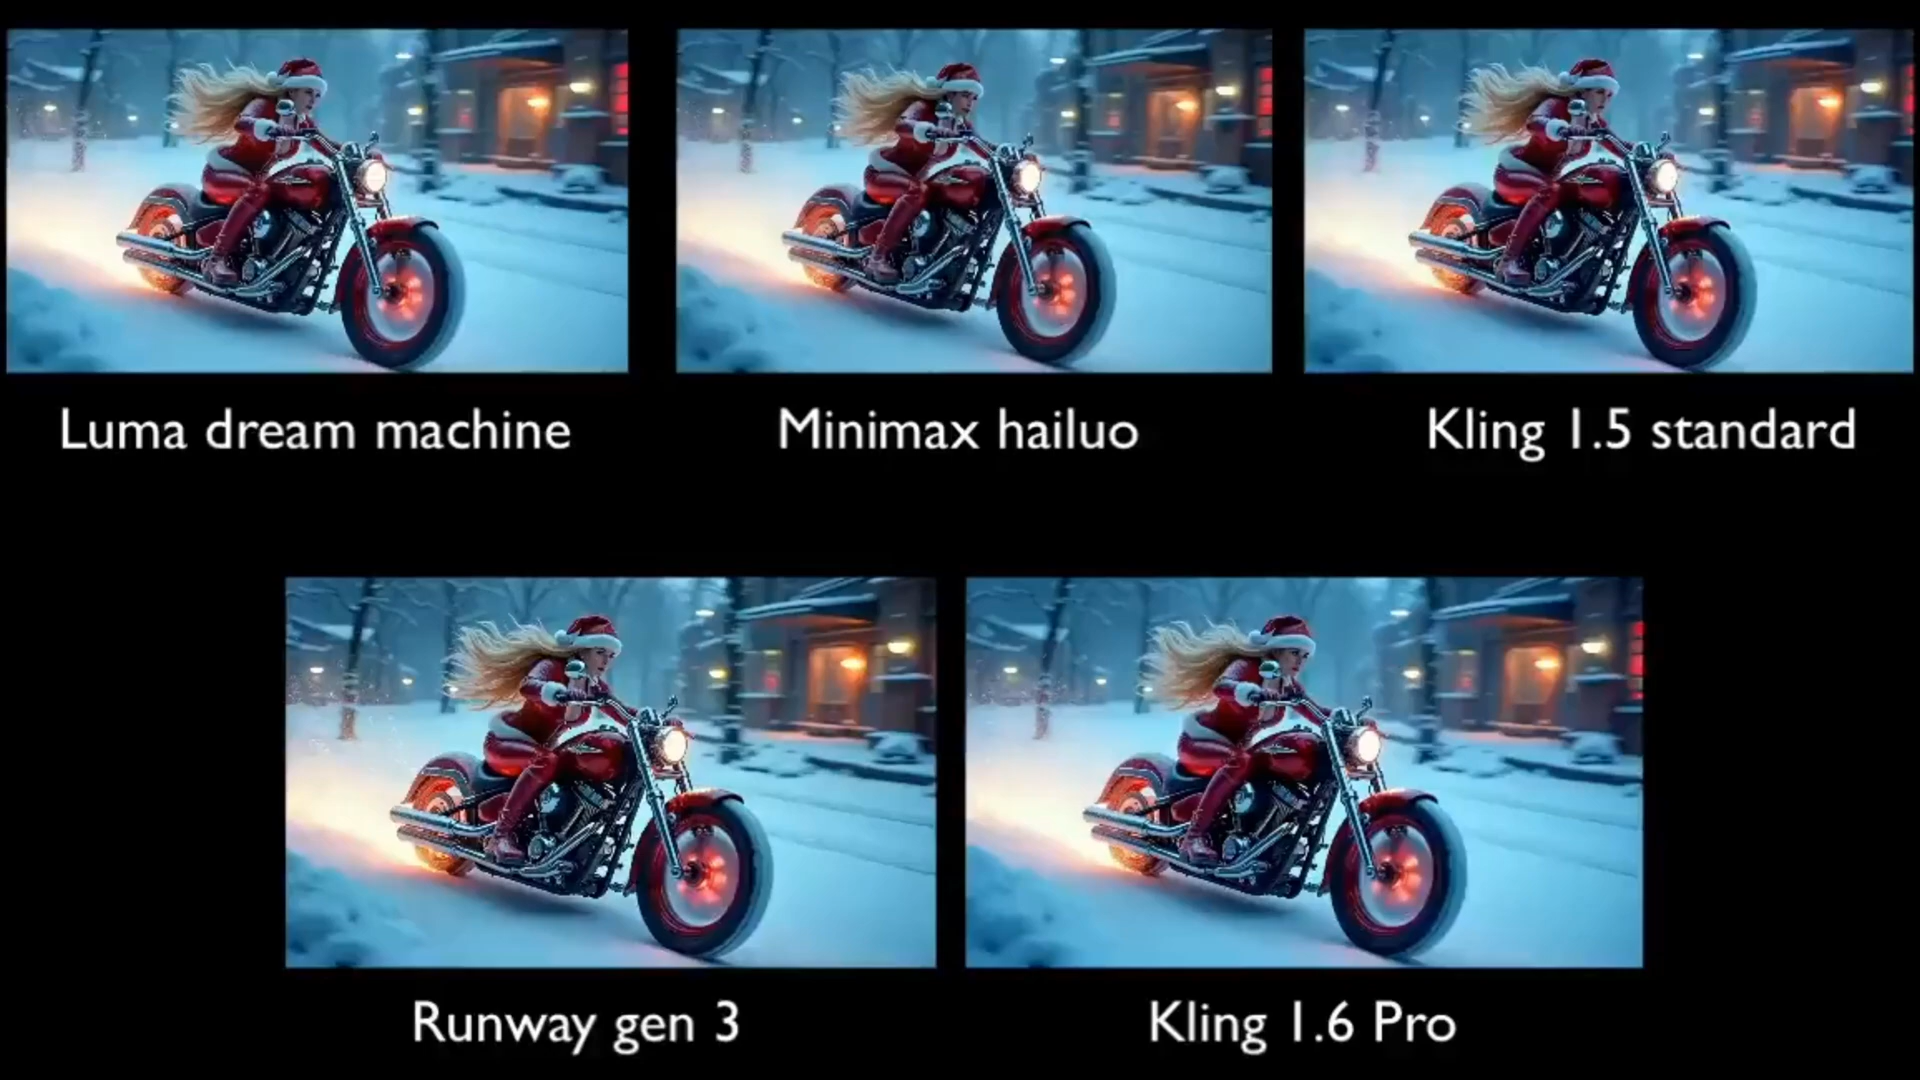 Luma dream machine
Minimax hailuo
Kling 1.5 standard
Runway gen 3
Kling 1.6 Pro